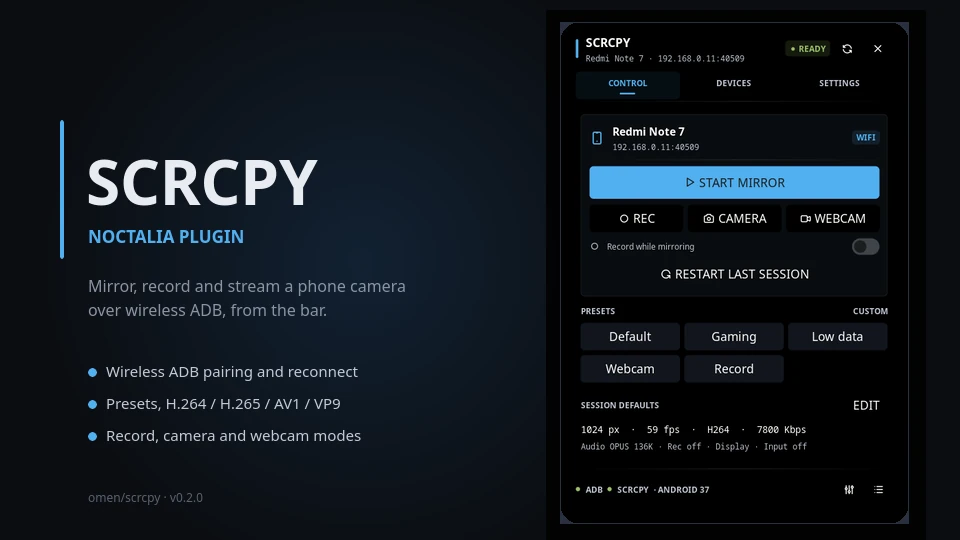 SCRCPY
NOCTALIA PLUGIN
Mirror, record and stream a phone camera
over wireless ADB, from the bar.
Wireless ADB pairing and reconnect
Presets, H.264 / H.265 / AV1 / VP9
Record, camera and webcam modes
omen/scrcpy · v0.2.0
SCRCPY
Redmi Note 7 · 192.168.0.11:40509
READY
CONTROL DEVICES SETTINGS
Redmi Note 7
192.168.0.11:40509
WIFI
START MIRROR
REC CAMERA WEBCAM
Record while mirroring
RESTART LAST SESSION
PRESETS CUSTOM
Default Gaming Low data
Webcam Record
SESSION DEFAULTS EDIT
1024 px · 59 fps · H264 · 7800 Kbps
Audio OPUS 136K · Rec off · Display · Input off
ADB SCRCPY · ANDROID 37